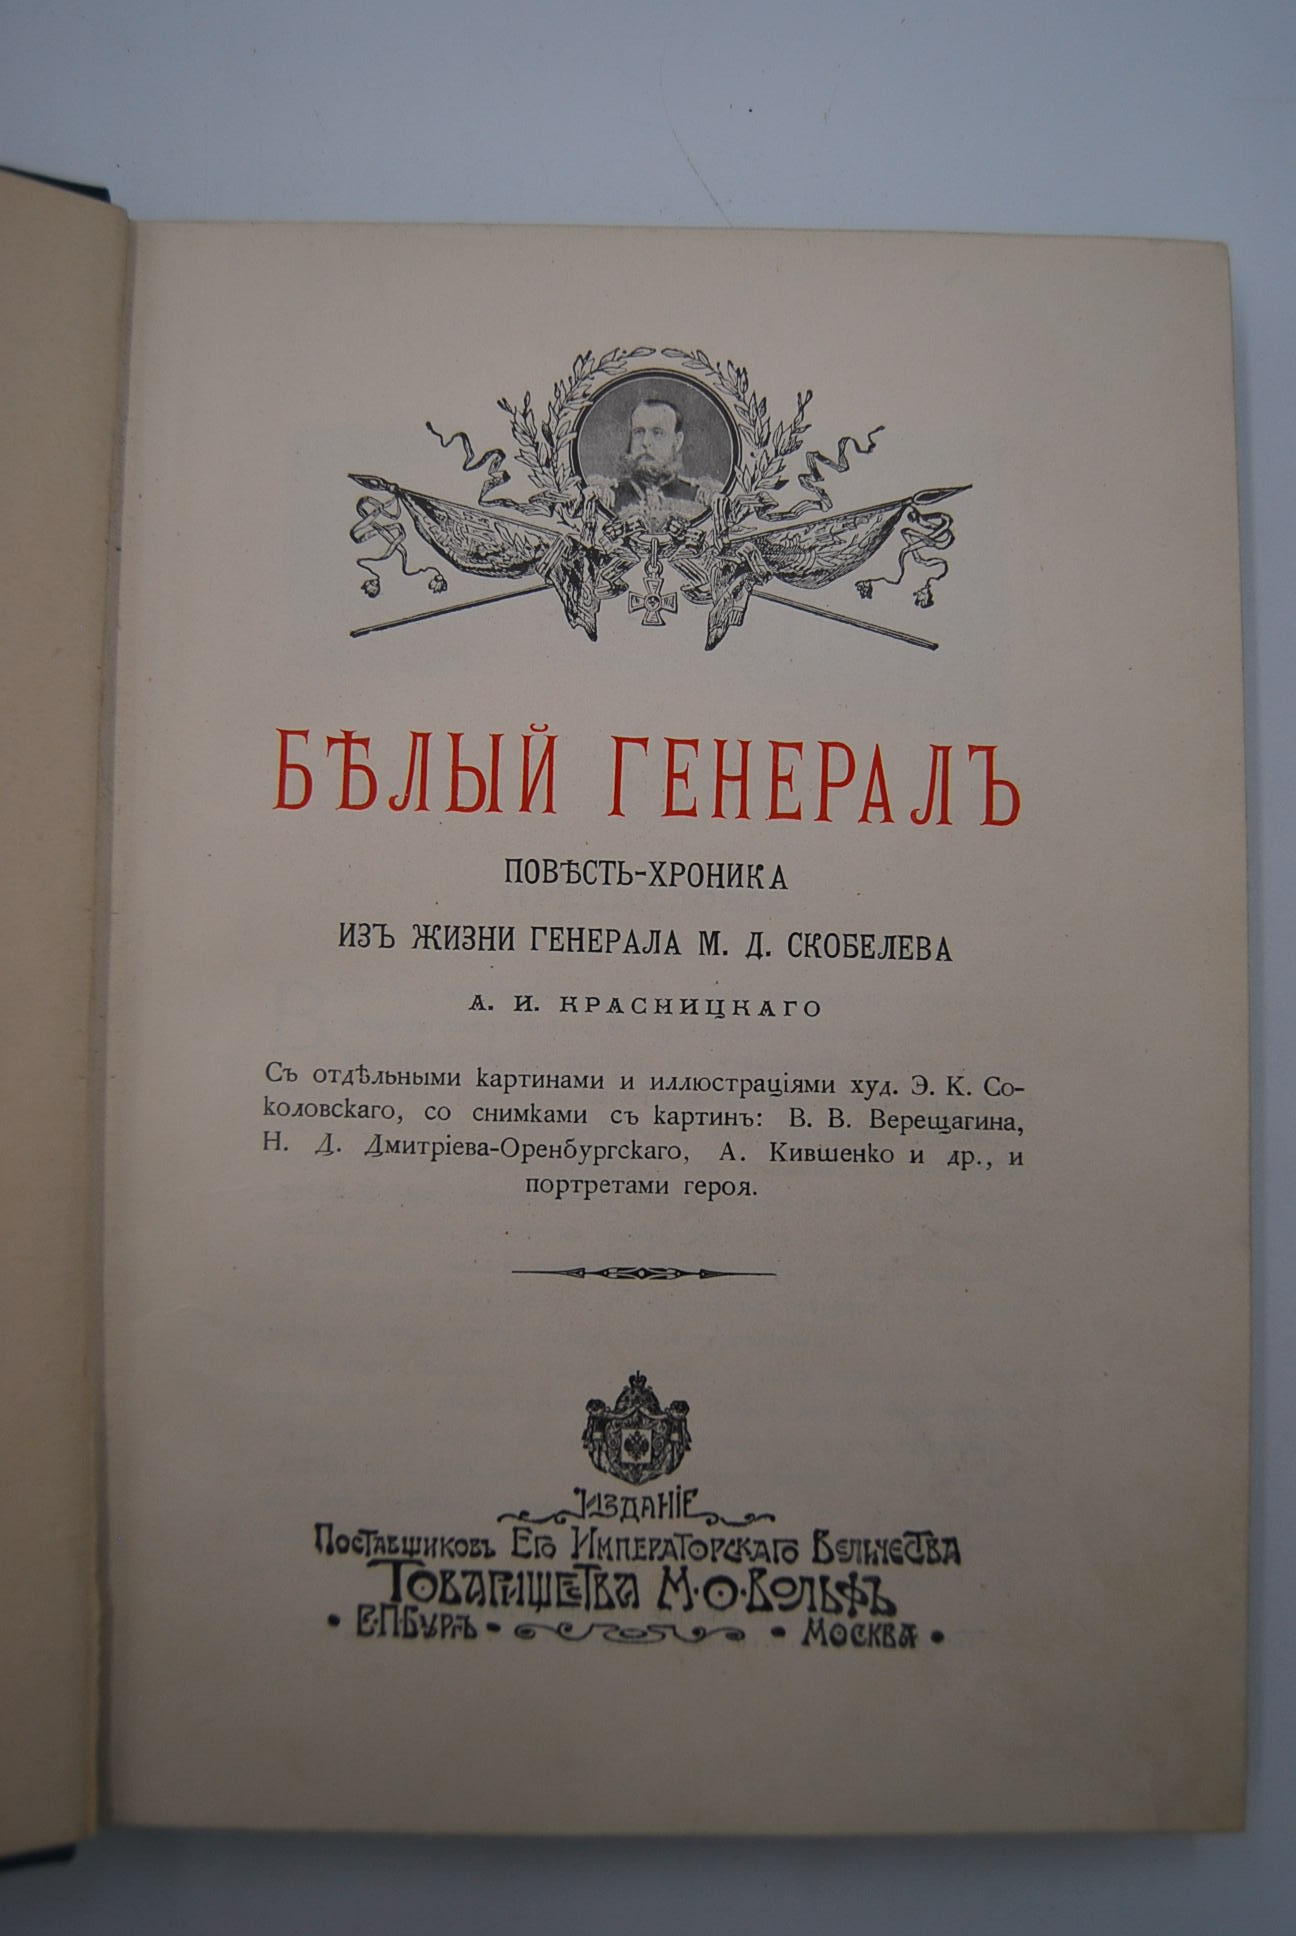 БѢЛЫЙ ГЕНЕРАЛЪ
ПОВѢСТЬ-ХРОНИКА
ИЗЪ ЖИЗНИ ГЕНЕРАЛА М. Д. СКОБЕЛЕВА
А. И. КРАСНИЦКАГО
Съ отдѣльными картинами и иллюстраціями худ. Э. К. Со-
коловскаго, со снимками съ картинъ: В. В. Верещагина,
Н. Д. Дмитріева-Оренбургскаго, А. Кившенко и др., и
портретами героя.
ИЗДАНІЕ
ПОСТАВЩИКОВЪ ЕГО ИМПЕРАТОРСКАГО ВЕЛИЧЕСТВА
ТОВАРИЩЕСТВА М·О·ВОЛЬФЪ
• С·П·БУРГЪ • • МОСКВА •